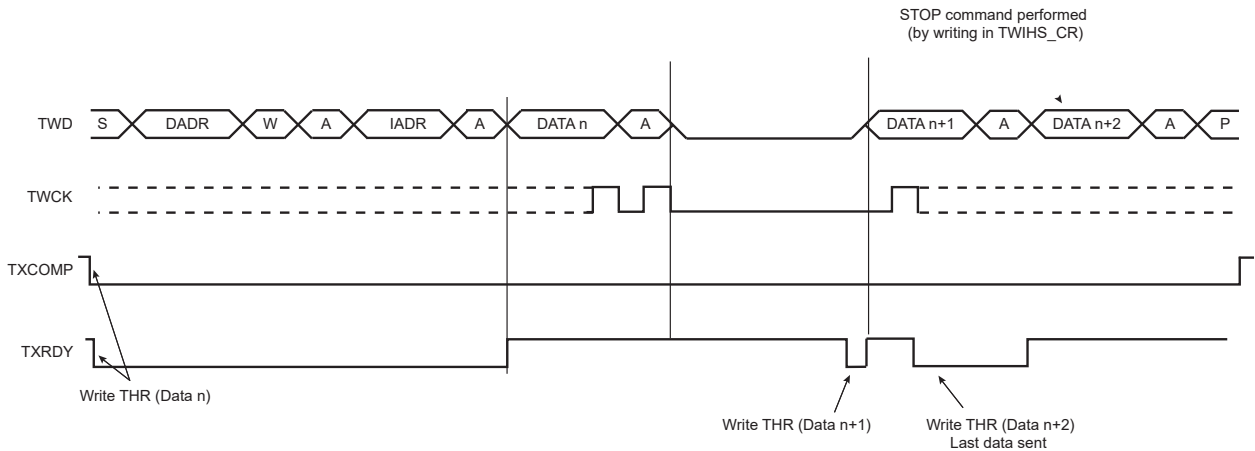 STOP command performed
(by writing in TWIHS_CR)
TWD S DADR W A IADR A DATA n A DATA n+1 A DATA n+2 A P
TWCK
TXCOMP
TXRDY
Write THR (Data n)
Write THR (Data n+1)
Write THR (Data n+2)
Last data sent